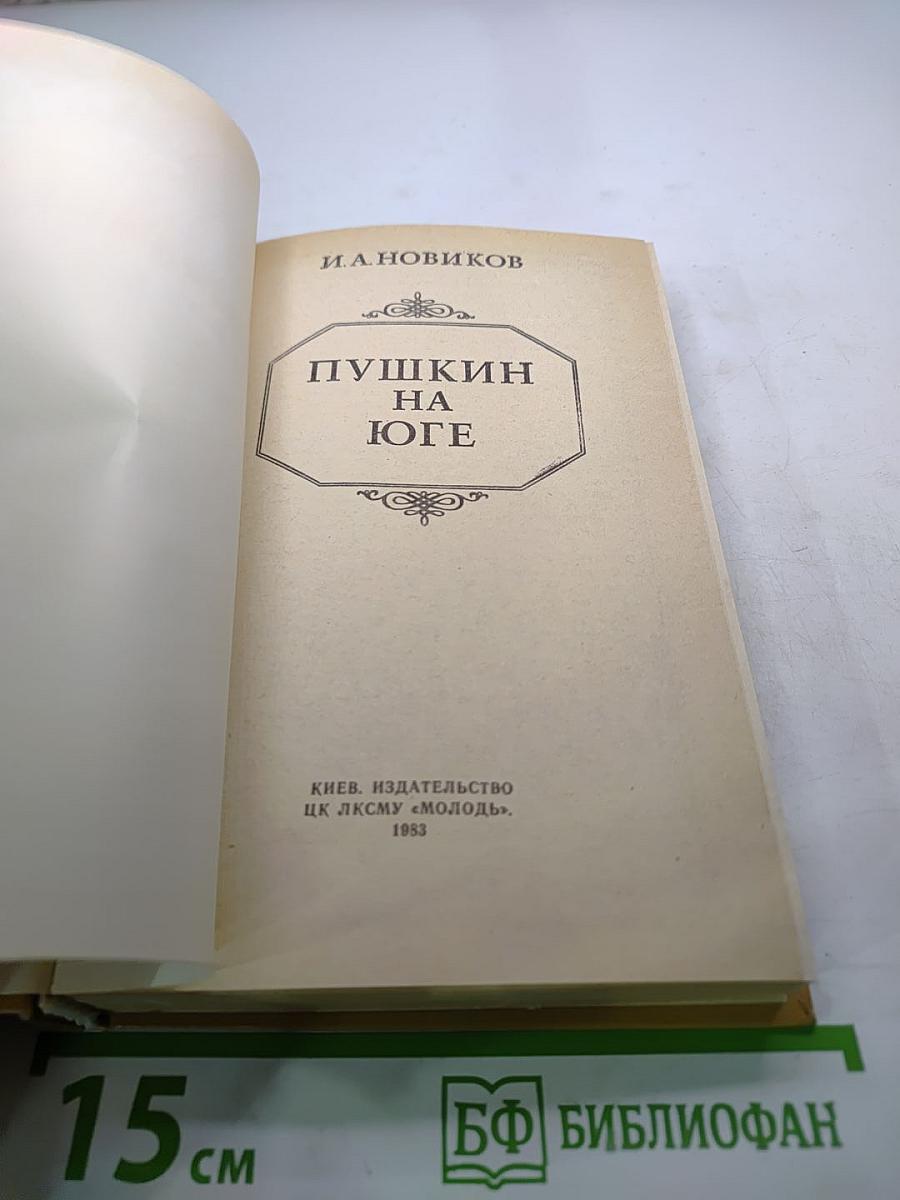 И. А. НОВИКОВ
ПУШКИН
НА
ЮГЕ
КИЕВ. ИЗДАТЕЛЬСТВО
ЦК ЛКСМУ «МОЛОДЬ».
1983
15 см
БФ БИБЛИОФАН